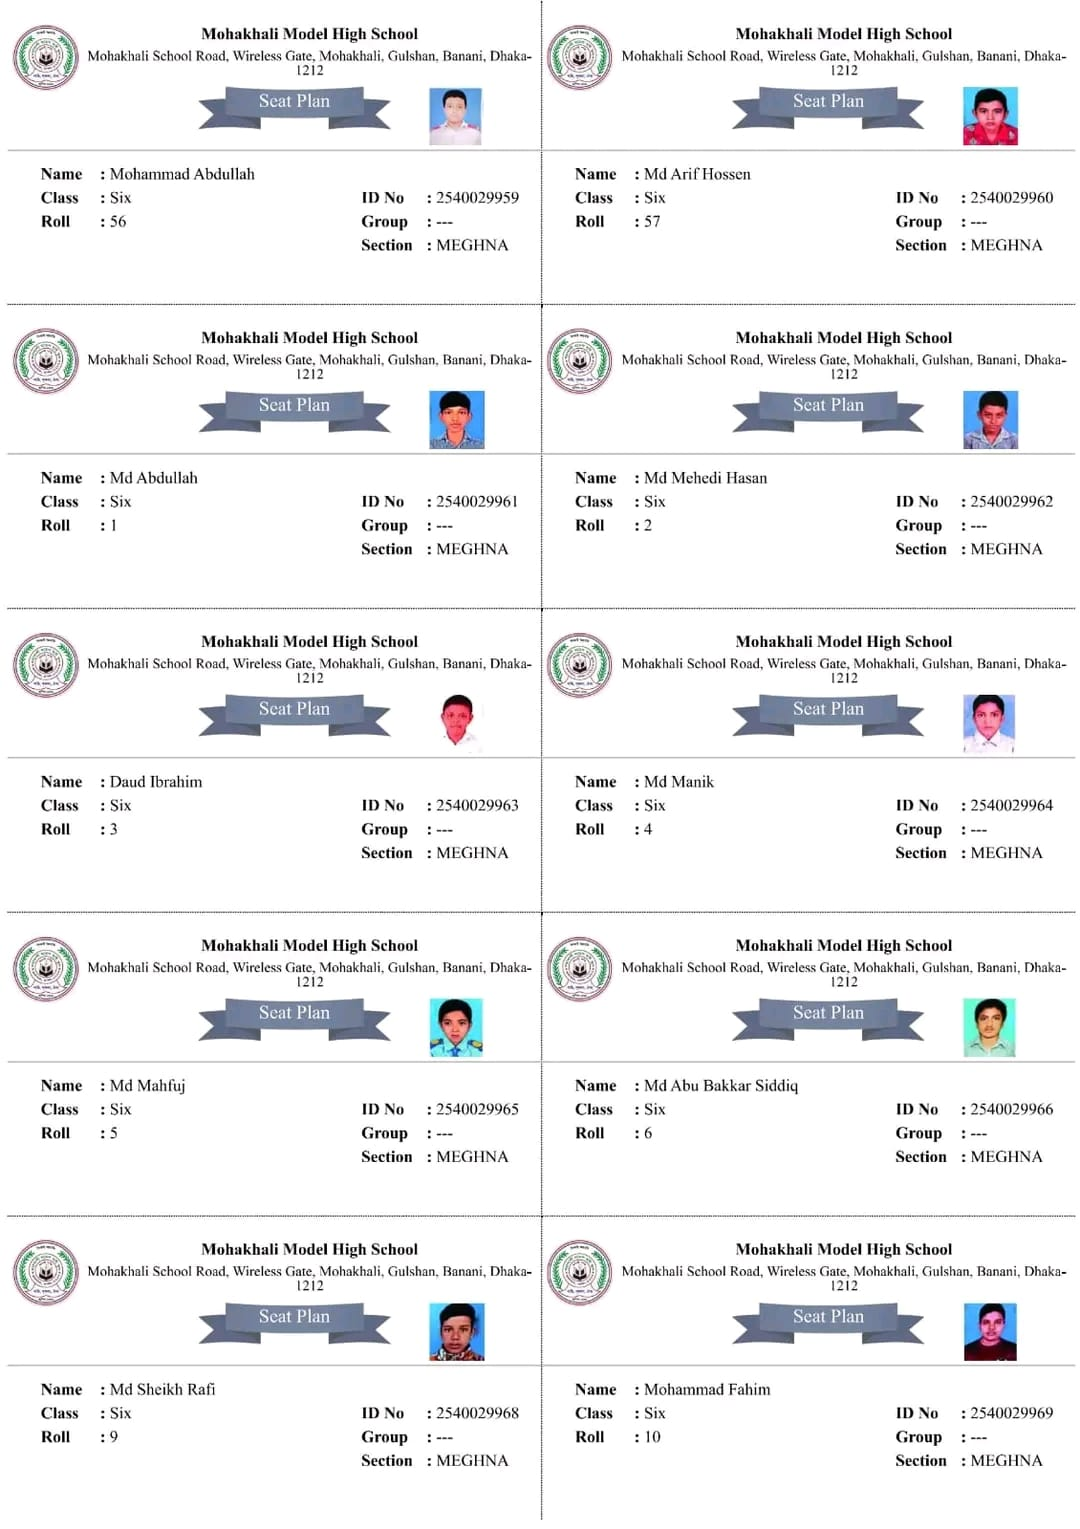 Mohakhali Model High School
Mohakhali School Road, Wireless Gate, Mohakhali, Gulshan, Banani, Dhaka-
1212
Seat Plan
Name : Mohammad Abdullah
Class : Six
ID No : 2540029959
Roll : 56
Group : ---
Section : MEGHNA
Mohakhali Model High School
Mohakhali School Road, Wireless Gate, Mohakhali, Gulshan, Banani, Dhaka-
1212
Seat Plan
Name : Md Arif Hossen
Class : Six
ID No : 2540029960
Roll : 57
Group : ---
Section : MEGHNA
Mohakhali Model High School
Mohakhali School Road, Wireless Gate, Mohakhali, Gulshan, Banani, Dhaka-
1212
Seat Plan
Name : Md Abdullah
Class : Six
ID No : 2540029961
Roll : 1
Group : ---
Section : MEGHNA
Mohakhali Model High School
Mohakhali School Road, Wireless Gate, Mohakhali, Gulshan, Banani, Dhaka-
1212
Seat Plan
Name : Md Mehedi Hasan
Class : Six
ID No : 2540029962
Roll : 2
Group : ---
Section : MEGHNA
Mohakhali Model High School
Mohakhali School Road, Wireless Gate, Mohakhali, Gulshan, Banani, Dhaka-
1212
Seat Plan
Name : Daud Ibrahim
Class : Six
ID No : 2540029963
Roll : 3
Group : ---
Section : MEGHNA
Mohakhali Model High School
Mohakhali School Road, Wireless Gate, Mohakhali, Gulshan, Banani, Dhaka-
1212
Seat Plan
Name : Md Manik
Class : Six
ID No : 2540029964
Roll : 4
Group : ---
Section : MEGHNA
Mohakhali Model High School
Mohakhali School Road, Wireless Gate, Mohakhali, Gulshan, Banani, Dhaka-
1212
Seat Plan
Name : Md Mahfuj
Class : Six
ID No : 2540029965
Roll : 5
Group : ---
Section : MEGHNA
Mohakhali Model High School
Mohakhali School Road, Wireless Gate, Mohakhali, Gulshan, Banani, Dhaka-
1212
Seat Plan
Name : Md Abu Bakkar Siddiq
Class : Six
ID No : 2540029966
Roll : 6
Group : ---
Section : MEGHNA
Mohakhali Model High School
Mohakhali School Road, Wireless Gate, Mohakhali, Gulshan, Banani, Dhaka-
1212
Seat Plan
Name : Md Sheikh Rafi
Class : Six
ID No : 2540029968
Roll : 9
Group : ---
Section : MEGHNA
Mohakhali Model High School
Mohakhali School Road, Wireless Gate, Mohakhali, Gulshan, Banani, Dhaka-
1212
Seat Plan
Name : Mohammad Fahim
Class : Six
ID No : 2540029969
Roll : 10
Group : ---
Section : MEGHNA